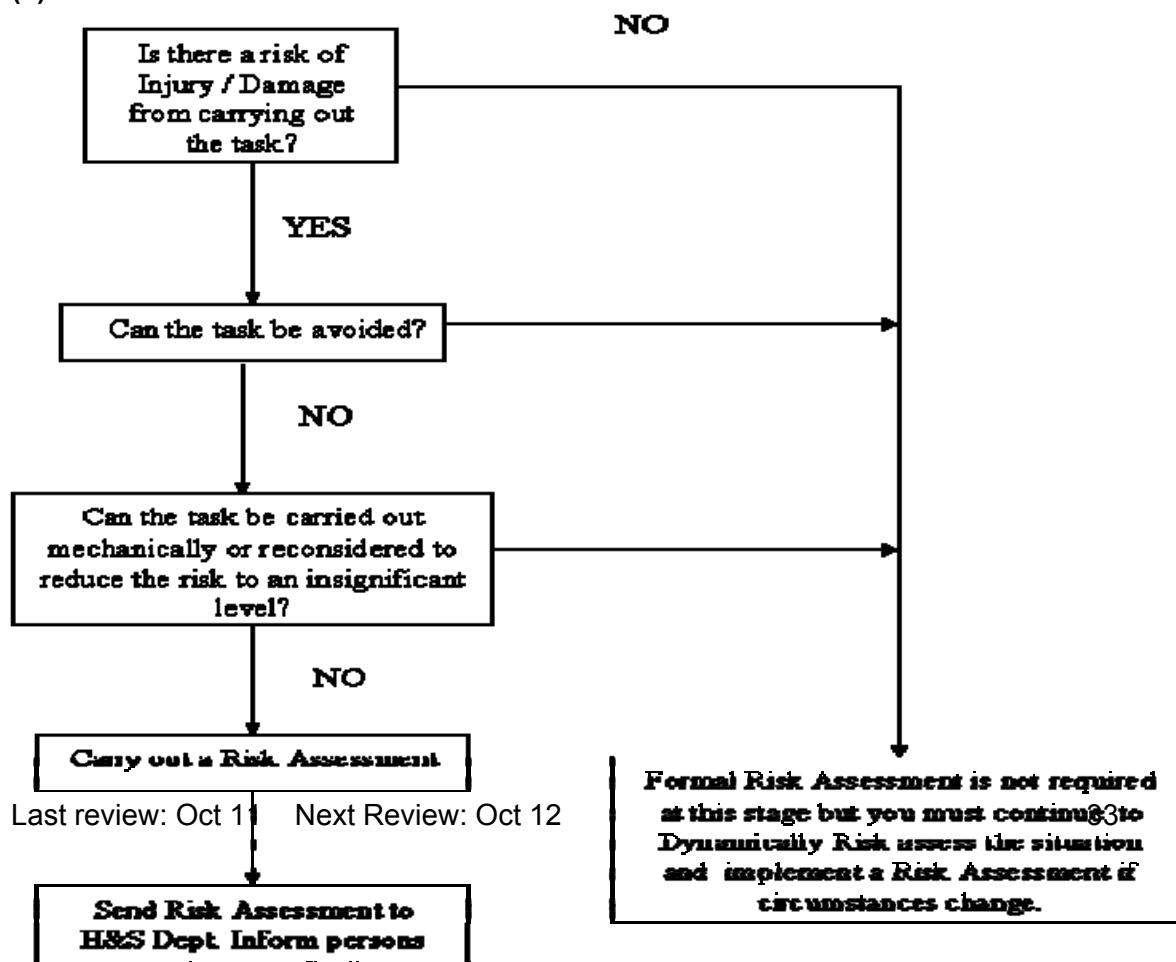 NO
Is there a risk of
Injury / Damage
from carrying out
the task?
YES
Can the task be avoided?
NO
Can the task be carried out
mechanically or reconsidered to
reduce the risk to an insignificant
level?
NO
Carry out a Risk Assessment
Last review: Oct 11 Next Review: Oct 12
Formal Risk Assessment is not required
at this stage but you must continue to
33
Dynamically Risk assess the situation
and implement a Risk Assessment if
circumstances change.
Send Risk Assessment to
H&S Dept. Inform persons